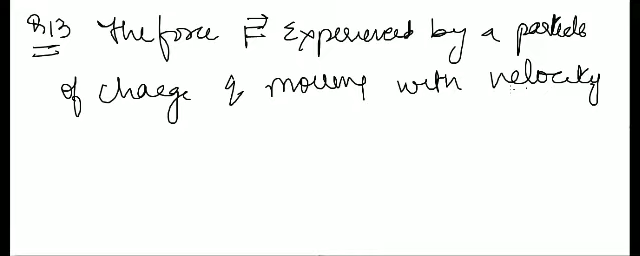 Q13 The force F⃗ Experienced by a particle
of charge q moving with velocity